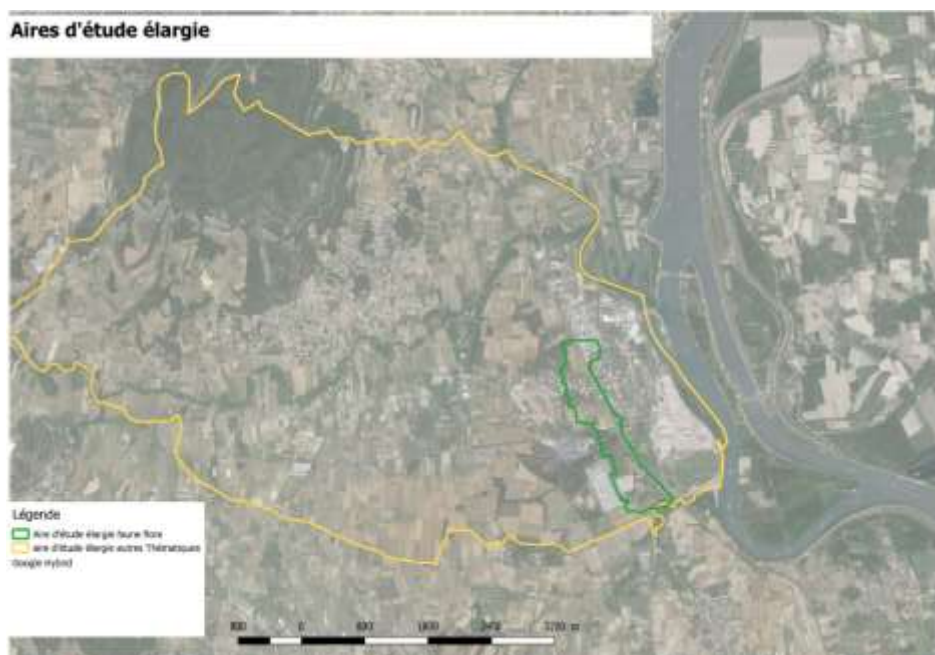 Aires d'étude élargie
Légende
Aire d'étude élargie faune flore
aire d'étude élargie autres Thématiques
Google Hybrid
800 0 800 1600 2400 3200 m